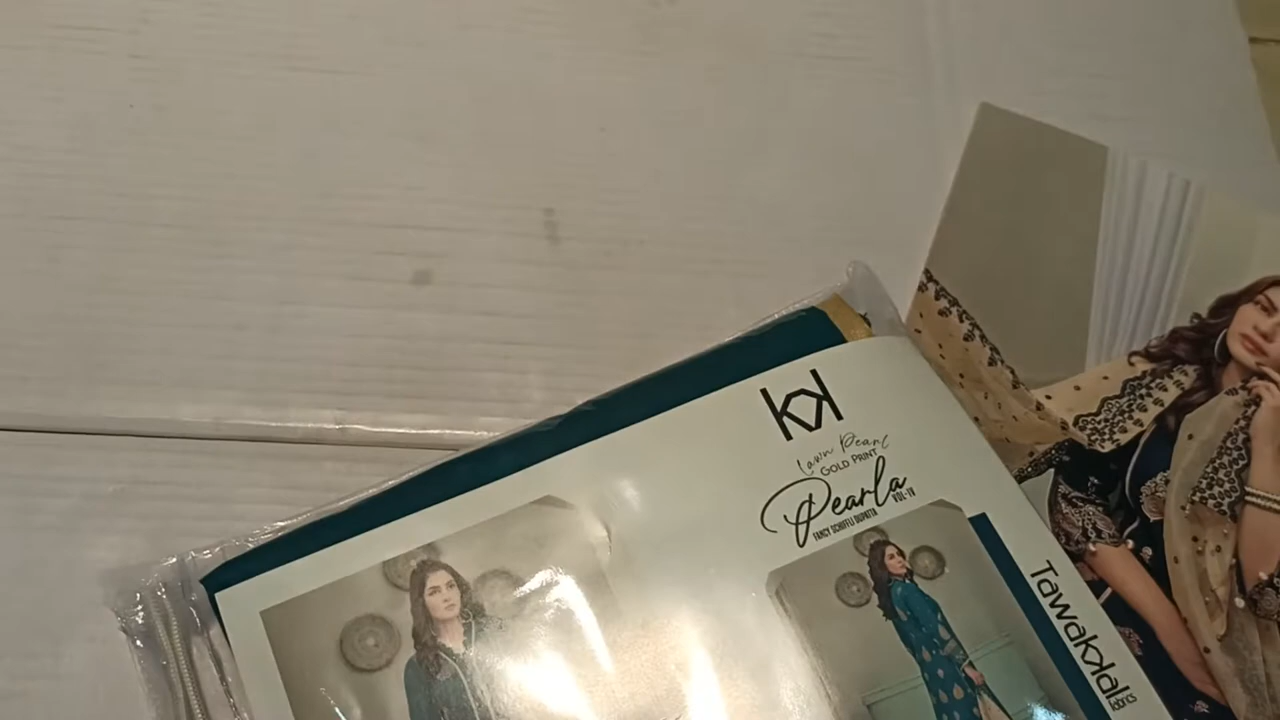 kk
Lawn Pearl
GOLD PRINT
Pearla
VOL-IV
FANCY SCHIFFLI DUPATTA
Tawakkal
fabrics